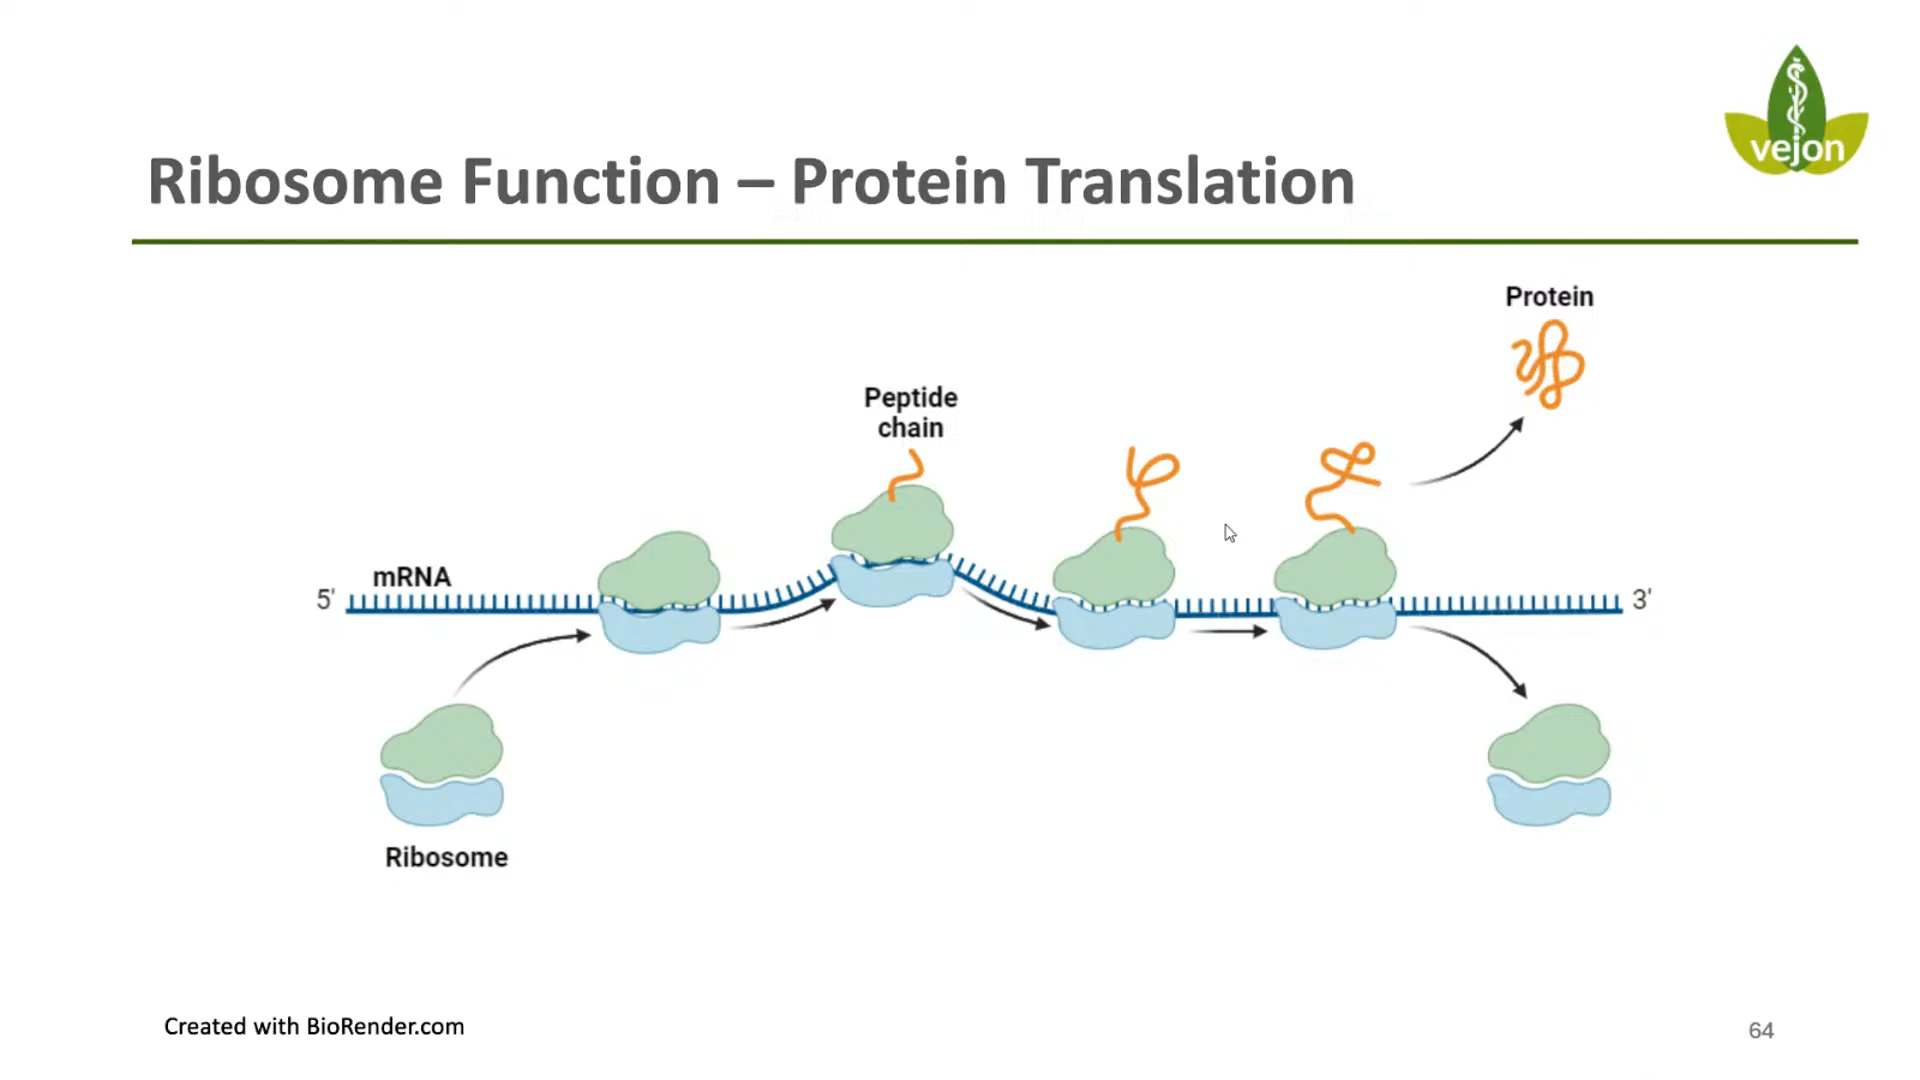 vejon
Ribosome Function – Protein Translation
Protein
Peptide
chain
mRNA
5'
3'
Ribosome
Created with BioRender.com
64